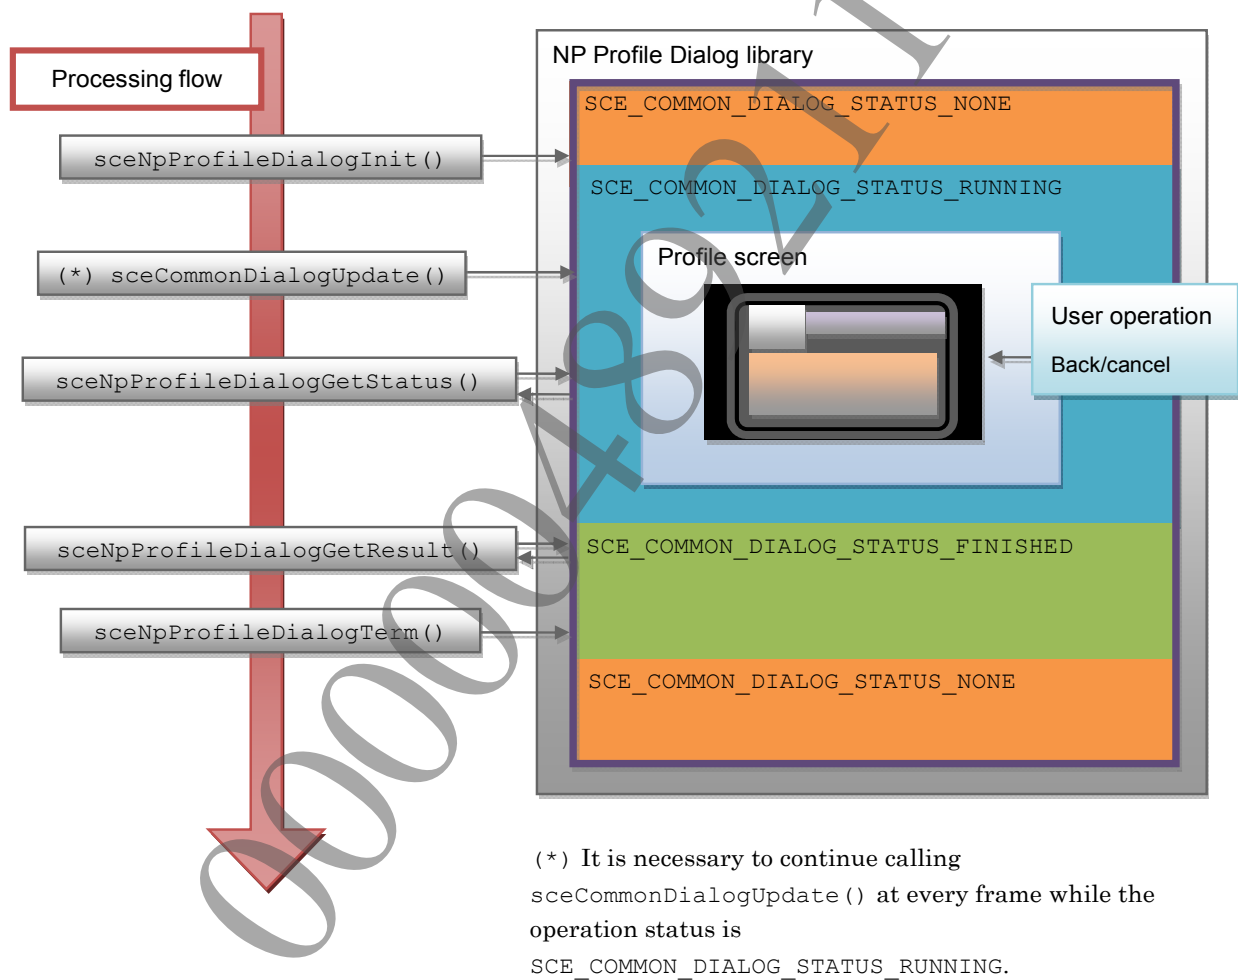 Processing flow
NP Profile Dialog library
SCE_COMMON_DIALOG_STATUS_NONE
sceNpProfileDialogInit()
SCE_COMMON_DIALOG_STATUS_RUNNING
(*) sceCommonDialogUpdate()
Profile screen
User operation
Back/cancel
sceNpProfileDialogGetStatus()
sceNpProfileDialogGetResult()
SCE_COMMON_DIALOG_STATUS_FINISHED
sceNpProfileDialogTerm()
SCE_COMMON_DIALOG_STATUS_NONE
(*) It is necessary to continue calling
sceCommonDialogUpdate() at every frame while the
operation status is
SCE_COMMON_DIALOG_STATUS_RUNNING.